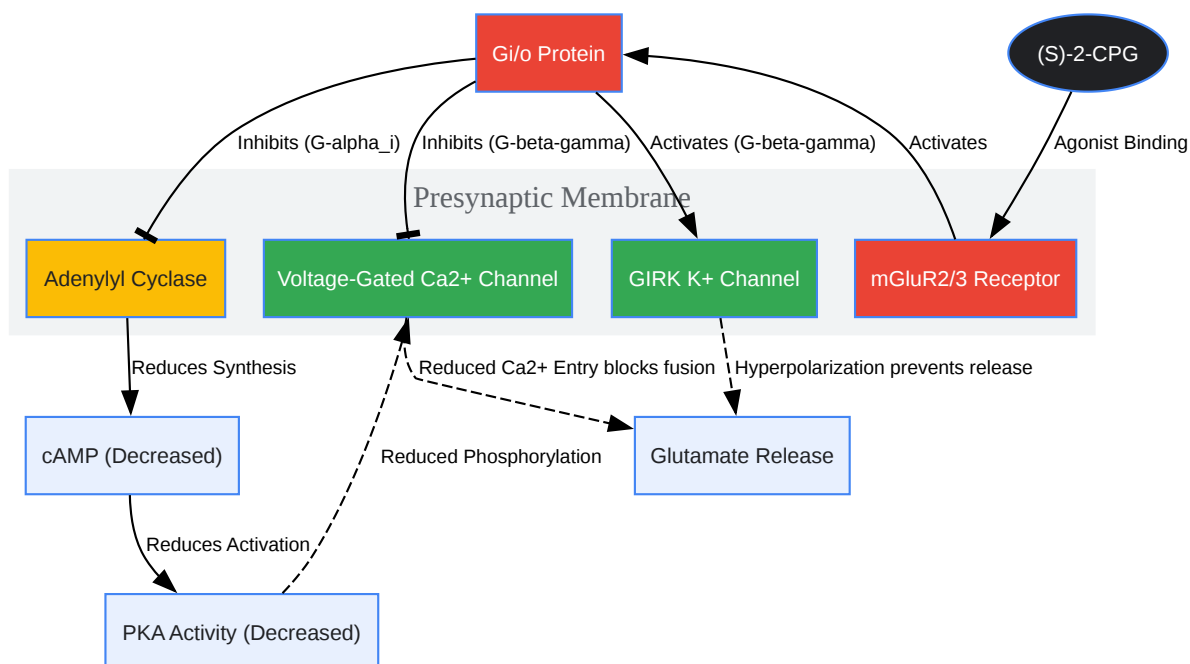 Gi/o Protein
(S)-2-CPG
Inhibits (G-alpha_i)
Inhibits (G-beta-gamma)
Activates (G-beta-gamma)
Activates
Agonist Binding
Presynaptic Membrane
Adenylyl Cyclase
Voltage-Gated Ca2+ Channel
GIRK K+ Channel
mGluR2/3 Receptor
Reduces Synthesis
Reduced Ca2+ Entry blocks fusion
Hyperpolarization prevents release
cAMP (Decreased)
Reduced Phosphorylation
Glutamate Release
Reduces Activation
PKA Activity (Decreased)